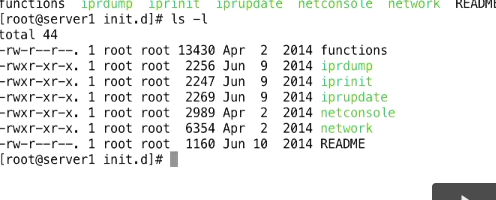 functions  iprdump  iprinit  iprupdate  netconsole  network  README
[root@server1 init.d]# ls -l
total 44
-rw-r--r--. 1 root root 13430 Apr  2  2014 functions
-rwxr-xr-x. 1 root root  2256 Jun  9  2014 iprdump
-rwxr-xr-x. 1 root root  2247 Jun  9  2014 iprinit
-rwxr-xr-x. 1 root root  2269 Jun  9  2014 iprupdate
-rwxr-xr-x. 1 root root  2989 Apr  2  2014 netconsole
-rwxr-xr-x. 1 root root  6354 Apr  2  2014 network
-rw-r--r--. 1 root root  1160 Jun 10  2014 README
[root@server1 init.d]#